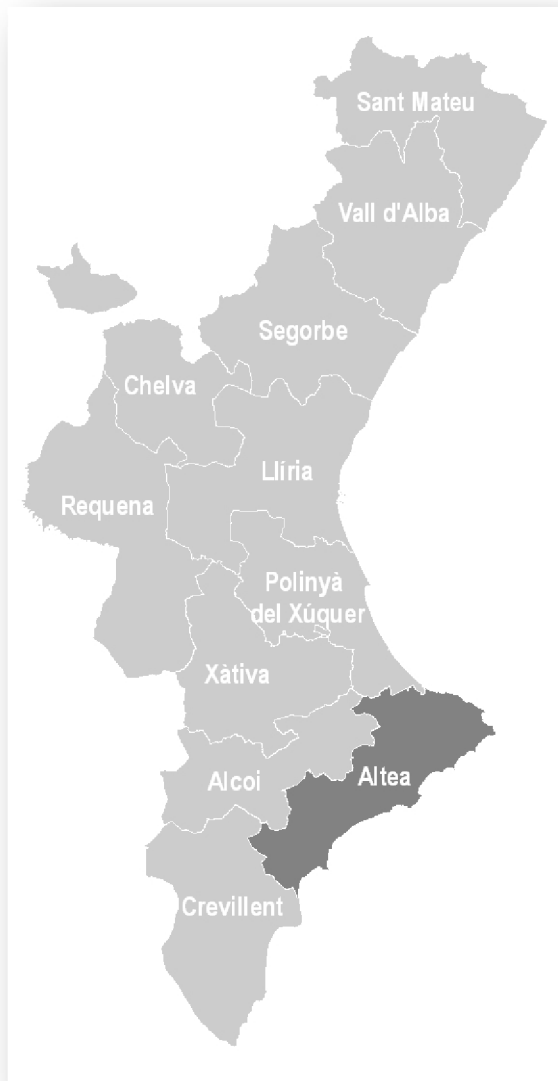 Sant Mateu
Vall d'Alba
Segorbe
Chelva
Llíria
Requena
Polinyà
del Xúquer
Xàtiva
Alcoi
Altea
Crevillent